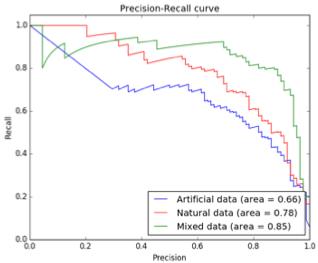 Precision-Recall curve
1.0
0.8
0.6
0.4
0.2
0.0
Recall
Artificial data (area = 0.66)
Natural data (area = 0.78)
Mixed data (area = 0.85)
0.0 0.2 0.4 0.6 0.8 1.0
Precision